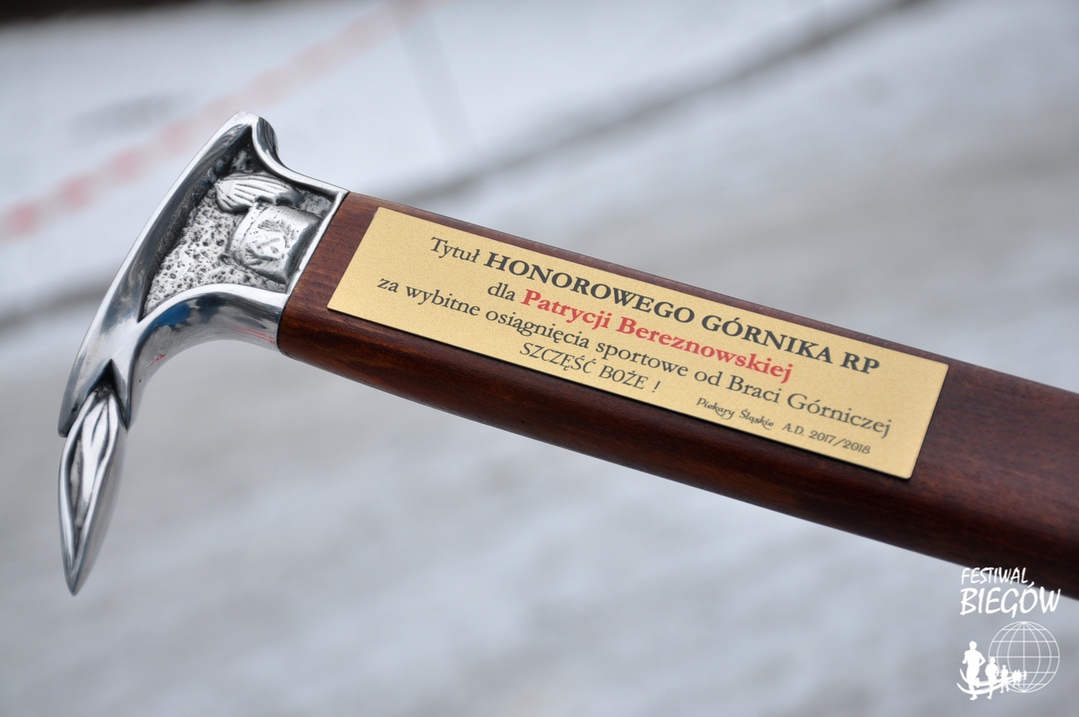 Tytuł HONOROWEGO GÓRNIKA RP
dla Patrycji Bereznowskiej
za wybitne osiągnięcia sportowe od Braci Górniczej
SZCZĘŚĆ BOŻE !
Piekary Śląskie A.D. 2017/2018
FESTIWAL
BIEGÓW